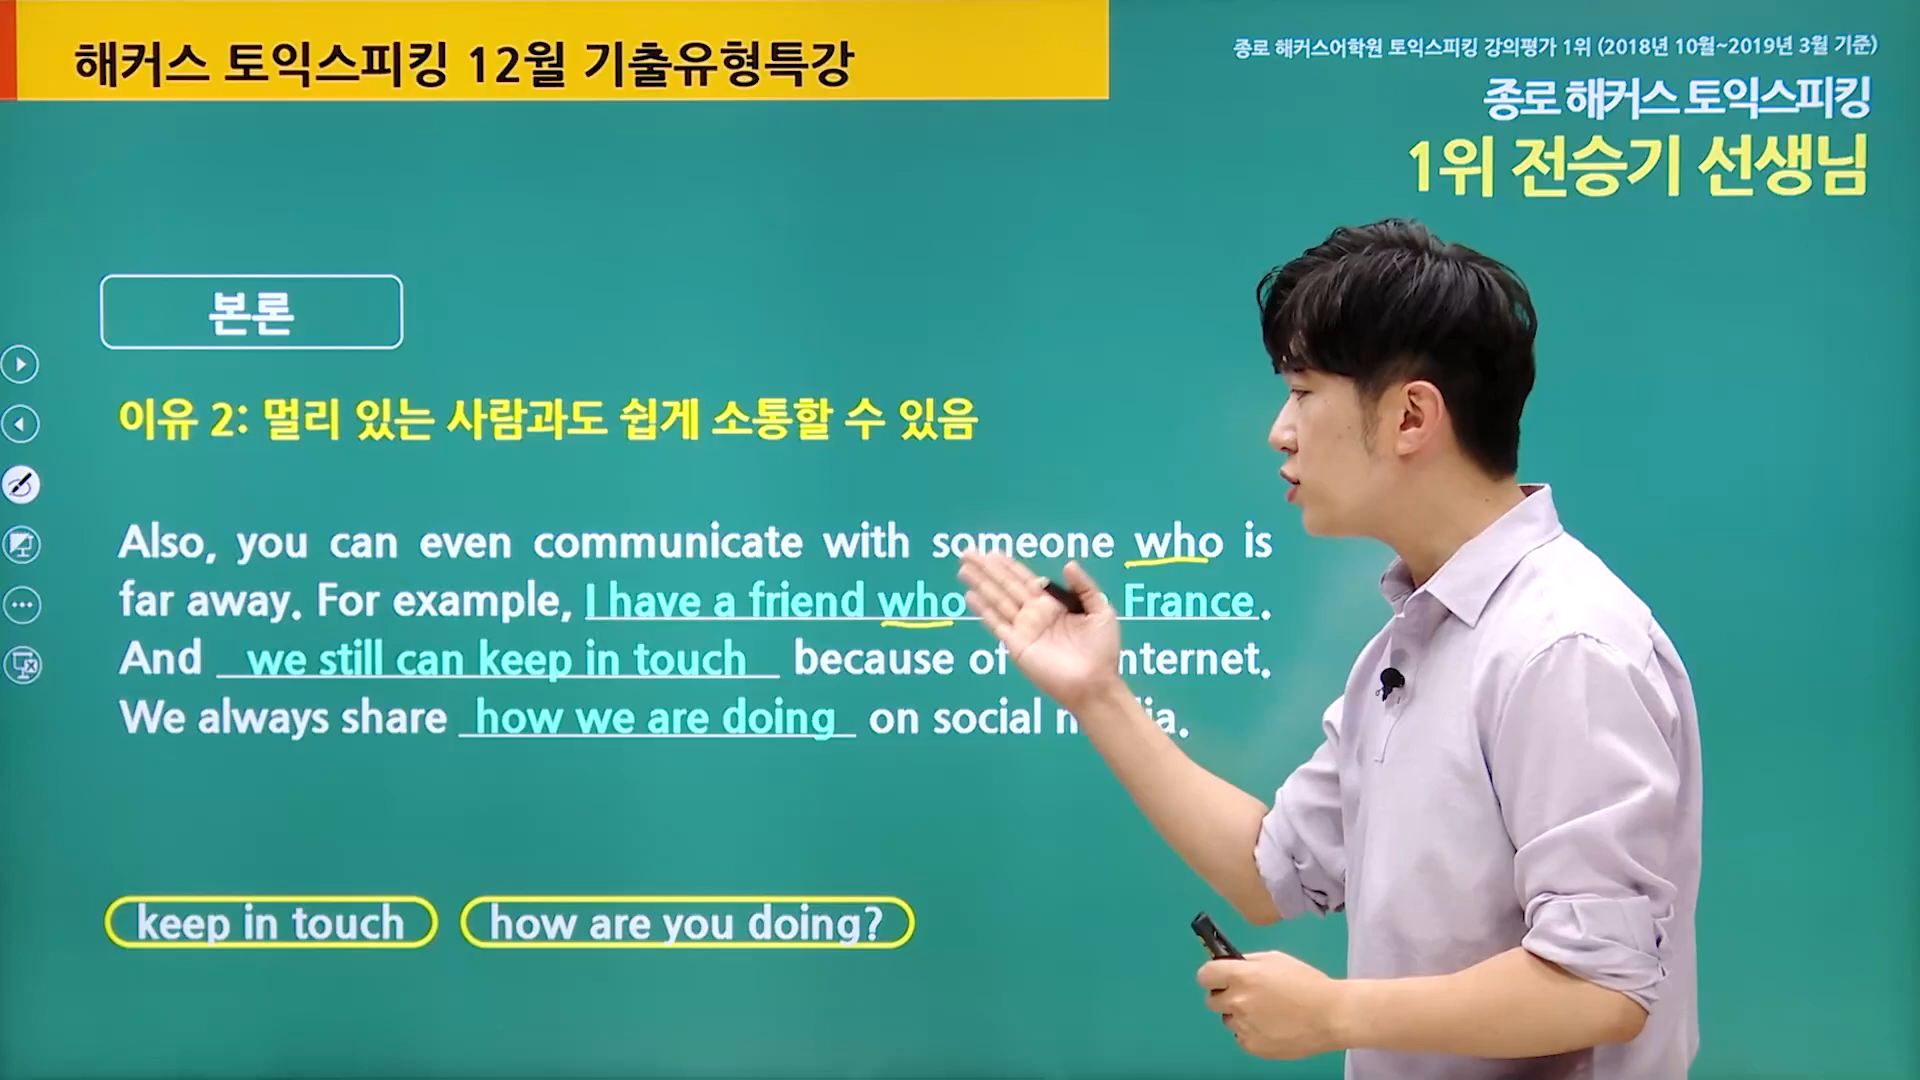 해커스 토익스피킹 12월 기출유형특강
종로 해커스어학원 토익스피킹 강의평가 1위 (2018년 10월~2019년 3월 기준)
종로 해커스 토익스피킹
1위 전승기 선생님
본론
이유 2: 멀리 있는 사람과도 쉽게 소통할 수 있음
Also, you can even communicate with someone who is
far away. For example, I have a friend who France.
And we still can keep in touch because of nternet.
We always share how we are doing on social
keep in touch
how are you doing?